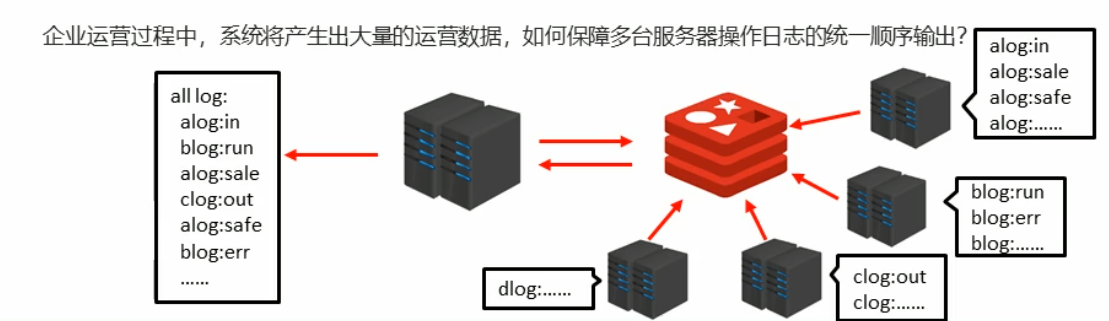 企业运营过程中，系统将产生出大量的运营数据，如何保障多台服务器操作日志的统一顺序输出?
all log:
alog:in
blog:run
alog:sale
clog:out
alog:safe
blog:err
......
alog:in
alog:sale
alog:safe
alog:......
blog:run
blog:err
blog:......
dlog:......
clog:out
clog:......